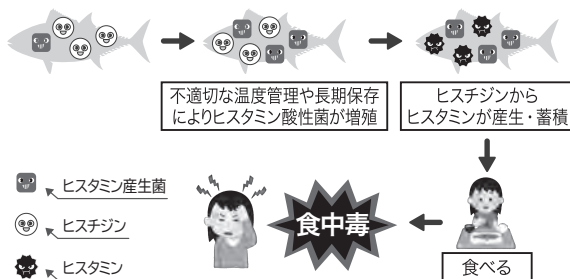 不適切な温度管理や長期保存
によりヒスタミン酸性菌が増殖
ヒスチジンから
ヒスタミンが産生・蓄積
食べる
食中毒
ヒスタミン産生菌
ヒスチジン
ヒスタミン